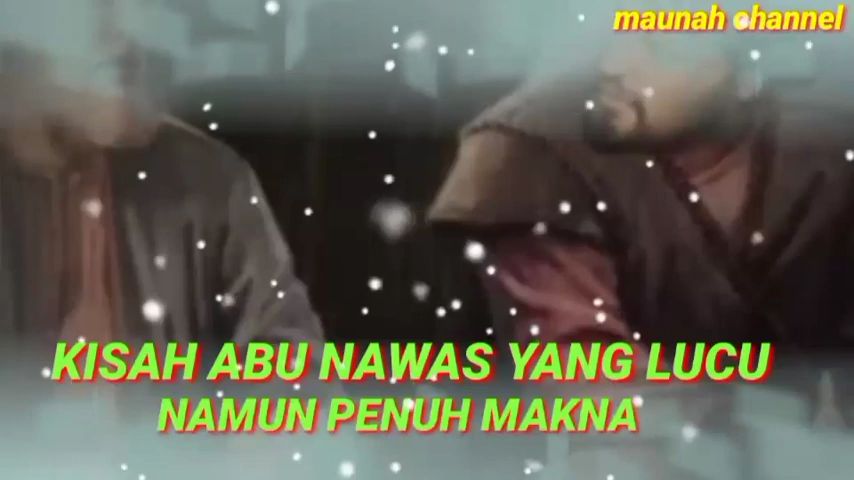 maunah channel
KISAH ABU NAWAS YANG LUCU
NAMUN PENUH MAKNA